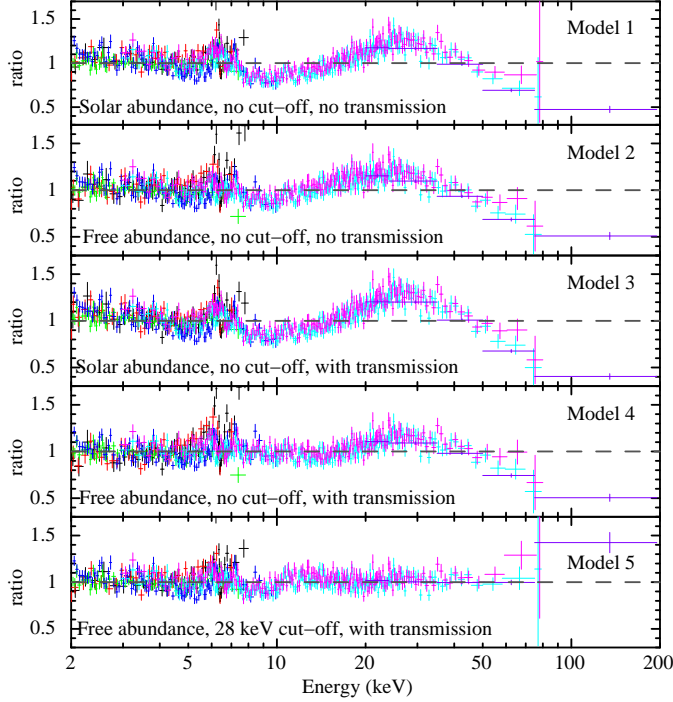 1.5
Model 1
ratio
1
0.5
Solar abundance, no cut−off, no transmission
1.5
Model 2
ratio
1
0.5
Free abundance, no cut−off, no transmission
1.5
Model 3
ratio
1
0.5
Solar abundance, no cut−off, with transmission
1.5
Model 4
ratio
1
0.5
Free abundance, no cut−off, with transmission
1.5
Model 5
ratio
1
0.5
Free abundance, 28 keV cut−off, with transmission
2 5 10 20 50 100 200
Energy (keV)